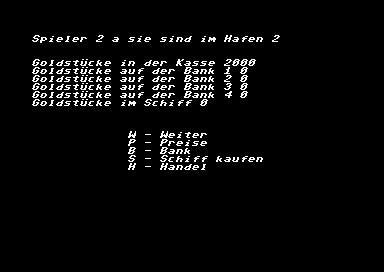 Spieler 2 a sie sind im Hafen 2
Goldstücke in der Kasse 2000
Goldstücke auf der Bank 1 0
Goldstücke auf der Bank 2 0
Goldstücke auf der Bank 3 0
Goldstücke auf der Bank 4 0
Goldstücke im Schiff 0
W - Weiter
P - Preise
B - Bank
S - Schiff kaufen
H - Handel